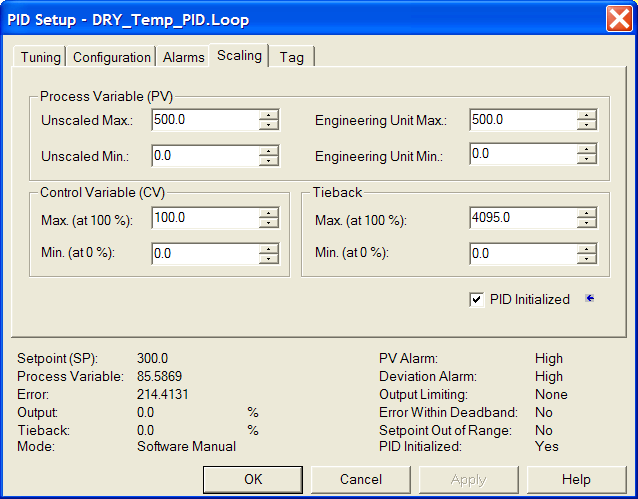 PID Setup - DRY_Temp_PID.Loop
Tuning Configuration Alarms Scaling Tag
Process Variable (PV)
Unscaled Max.: 500.0 Engineering Unit Max.: 500.0
Unscaled Min.: 0.0 Engineering Unit Min.: 0.0
Control Variable (CV) Tieback
Max. (at 100 %): 100.0 Max. (at 100 %): 4095.0
Min. (at 0 %): 0.0 Min. (at 0 %): 0.0
PID Initialized
Setpoint (SP): 300.0 PV Alarm: High
Process Variable: 85.5869 Deviation Alarm: High
Error: 214.4131 Output Limiting: None
Output: 0.0 % Error Within Deadband: No
Tieback: 0.0 % Setpoint Out of Range: No
Mode: Software Manual PID Initialized: Yes
OK Cancel Apply Help